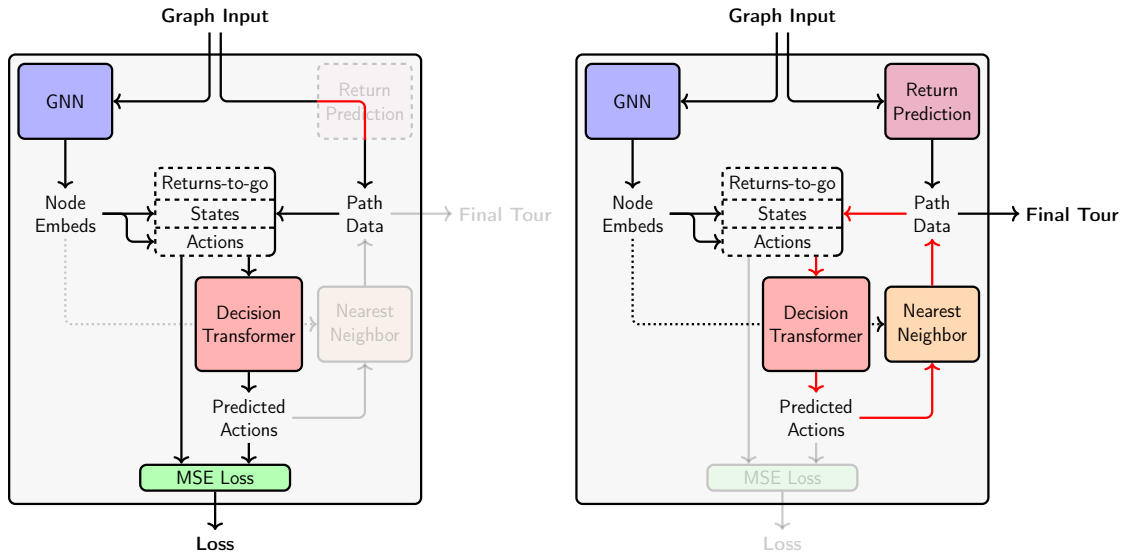 Graph Input
GNN
Return
Prediction
Returns-to-go
Node
Embeds
States
Path
Data
Final Tour
Actions
Decision
Transformer
Nearest
Neighbor
Predicted
Actions
MSE Loss
Loss
Graph Input
GNN
Return
Prediction
Returns-to-go
Node
Embeds
States
Path
Data
Final Tour
Actions
Decision
Transformer
Nearest
Neighbor
Predicted
Actions
MSE Loss
Loss